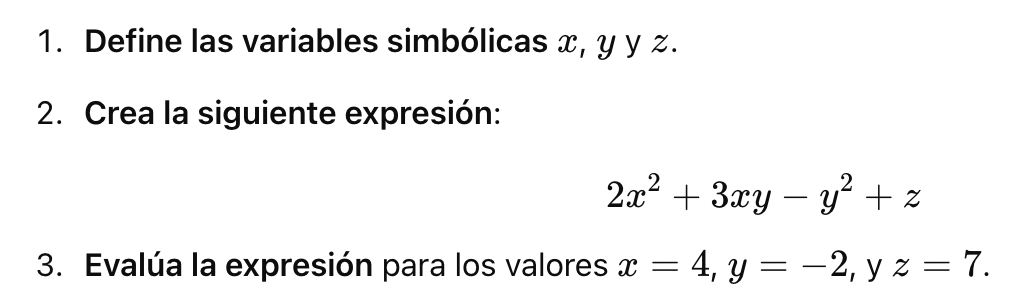 1. Define las variables simbólicas x, y y z.
2. Crea la siguiente expresión:
2x² + 3xy − y² + z
3. Evalúa la expresión para los valores x = 4, y = −2, y z = 7.